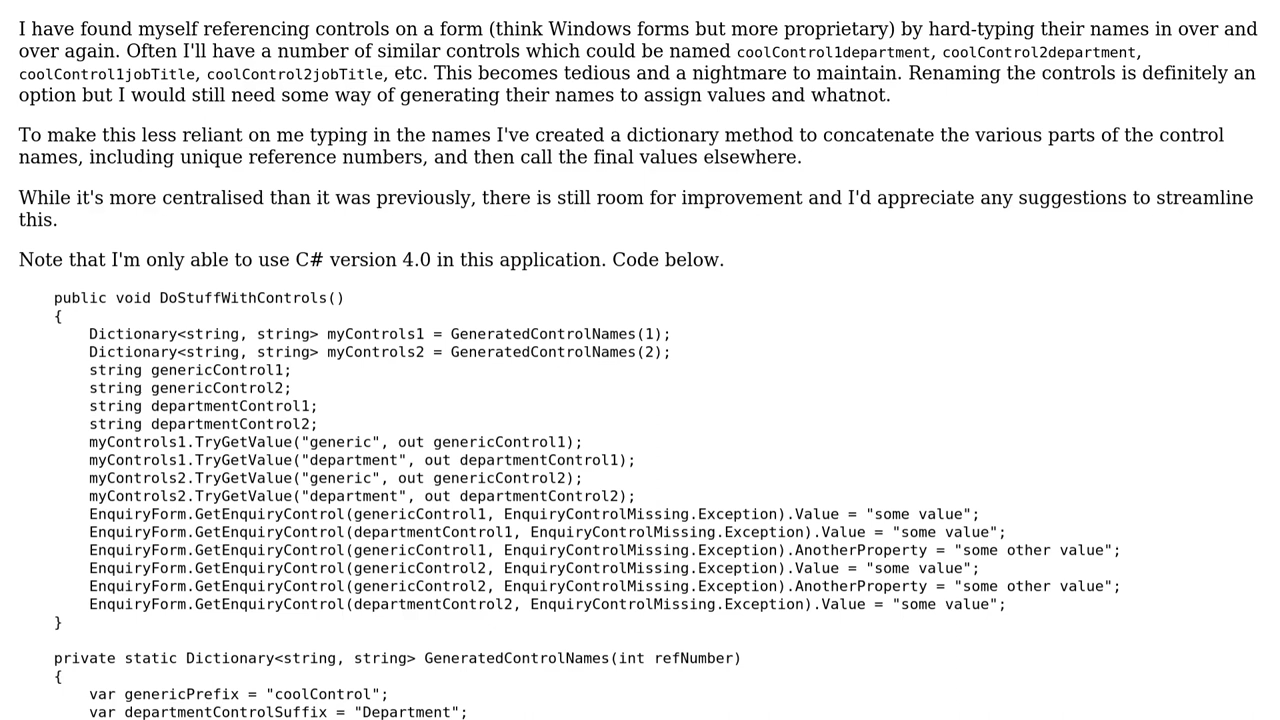 I have found myself referencing controls on a form (think Windows forms but more proprietary) by hard-typing their names in over and
over again. Often I'll have a number of similar controls which could be named coolControl1department, coolControl2department,
coolControl1jobTitle, coolControl2jobTitle, etc. This becomes tedious and a nightmare to maintain. Renaming the controls is definitely an
option but I would still need some way of generating their names to assign values and whatnot.
To make this less reliant on me typing in the names I've created a dictionary method to concatenate the various parts of the control
names, including unique reference numbers, and then call the final values elsewhere.
While it's more centralised than it was previously, there is still room for improvement and I'd appreciate any suggestions to streamline
this.
Note that I'm only able to use C# version 4.0 in this application. Code below.
public void DoStuffWithControls()
{
    Dictionary<string, string> myControls1 = GeneratedControlNames(1);
    Dictionary<string, string> myControls2 = GeneratedControlNames(2);
    string genericControl1;
    string genericControl2;
    string departmentControl1;
    string departmentControl2;
    myControls1.TryGetValue("generic", out genericControl1);
    myControls1.TryGetValue("department", out departmentControl1);
    myControls2.TryGetValue("generic", out genericControl2);
    myControls2.TryGetValue("department", out departmentControl2);
    EnquiryForm.GetEnquiryControl(genericControl1, EnquiryControlMissing.Exception).Value = "some value";
    EnquiryForm.GetEnquiryControl(departmentControl1, EnquiryControlMissing.Exception).Value = "some value";
    EnquiryForm.GetEnquiryControl(genericControl1, EnquiryControlMissing.Exception).AnotherProperty = "some other value";
    EnquiryForm.GetEnquiryControl(genericControl2, EnquiryControlMissing.Exception).Value = "some value";
    EnquiryForm.GetEnquiryControl(genericControl2, EnquiryControlMissing.Exception).AnotherProperty = "some other value";
    EnquiryForm.GetEnquiryControl(departmentControl2, EnquiryControlMissing.Exception).Value = "some value";
}
private static Dictionary<string, string> GeneratedControlNames(int refNumber)
{
    var genericPrefix = "coolControl";
    var departmentControlSuffix = "Department";